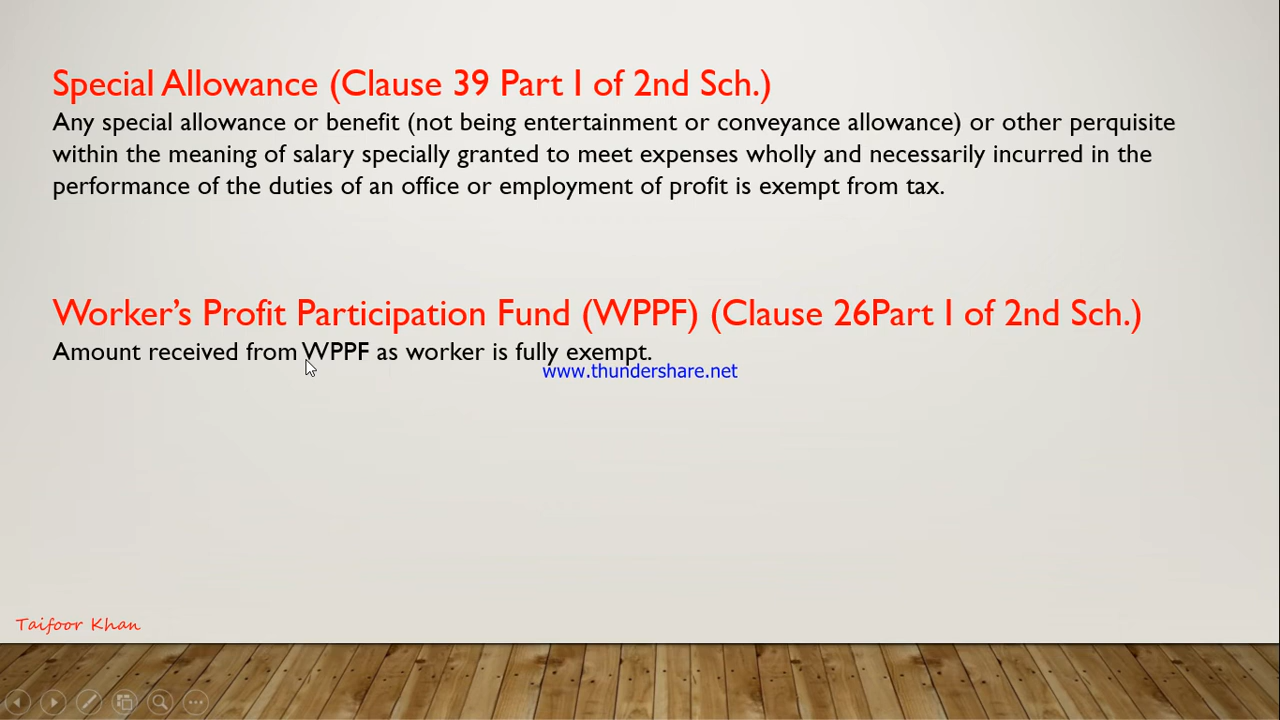 Special Allowance (Clause 39 Part I of 2nd Sch.)
Any special allowance or benefit (not being entertainment or conveyance allowance) or other perquisite
within the meaning of salary specially granted to meet expenses wholly and necessarily incurred in the
performance of the duties of an office or employment of profit is exempt from tax.
Worker’s Profit Participation Fund (WPPF) (Clause 26Part I of 2nd Sch.)
Amount received from WPPF as worker is fully exempt.
www.thundershare.net
Taifoor Khan